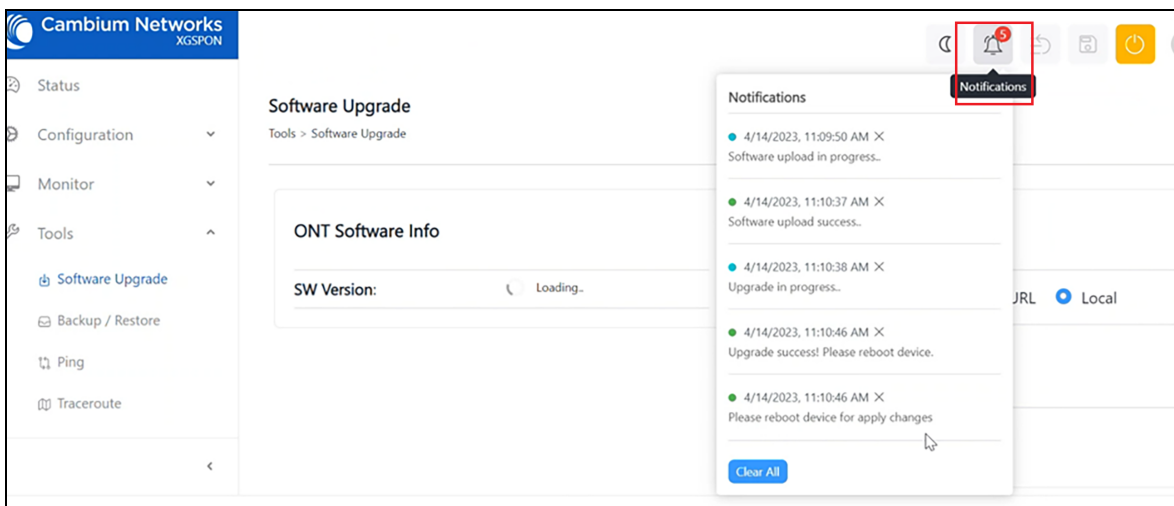 Cambium Networks
XGSPON
5
Notifications
Status
Configuration
Monitor
Tools
Software Upgrade
Backup / Restore
Ping
Traceroute
Software Upgrade
Tools > Software Upgrade
ONT Software Info
SW Version:
Loading..
Notifications
4/14/2023, 11:09:50 AM
Software upload in progress..
4/14/2023, 11:10:37 AM
Software upload success..
4/14/2023, 11:10:38 AM
Upgrade in progress..
4/14/2023, 11:10:46 AM
Upgrade success! Please reboot device.
4/14/2023, 11:10:46 AM
Please reboot device for apply changes
Clear All
Local